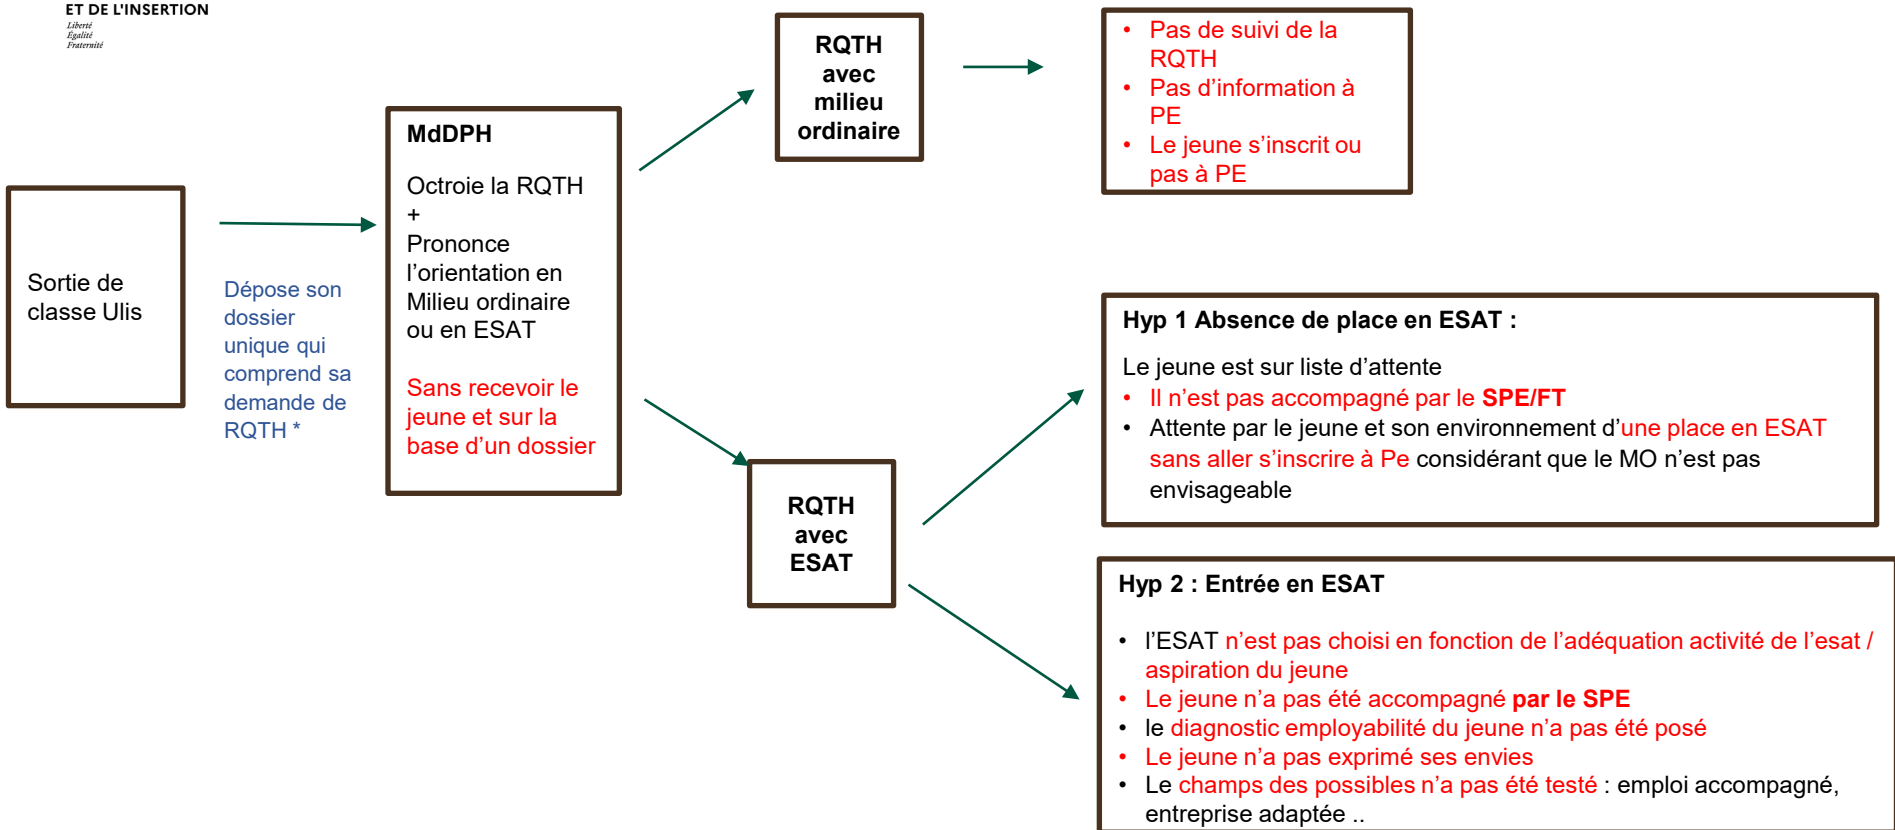 ET DE L'INSERTION
Liberté
Égalité
Fraternité
Sortie de
classe Ulis
Dépose son
dossier
unique qui
comprend sa
demande de
RQTH *
MdDPH
Octroie la RQTH
+
Prononce
l'orientation en
Milieu ordinaire
ou en ESAT
Sans recevoir le
jeune et sur la
base d'un dossier
RQTH
avec
milieu
ordinaire
• Pas de suivi de la
RQTH
• Pas d'information à
PE
• Le jeune s'inscrit ou
pas à PE
RQTH
avec
ESAT
Hyp 1 Absence de place en ESAT :
Le jeune est sur liste d'attente
• Il n'est pas accompagné par le SPE/FT
• Attente par le jeune et son environnement d'une place en ESAT
sans aller s'inscrire à Pe considérant que le MO n'est pas
envisageable
Hyp 2 : Entrée en ESAT
• l'ESAT n'est pas choisi en fonction de l'adéquation activité de l'esat /
aspiration du jeune
• Le jeune n'a pas été accompagné par le SPE
• le diagnostic employabilité du jeune n'a pas été posé
• Le jeune n'a pas exprimé ses envies
• Le champs des possibles n'a pas été testé : emploi accompagné,
entreprise adaptée ..